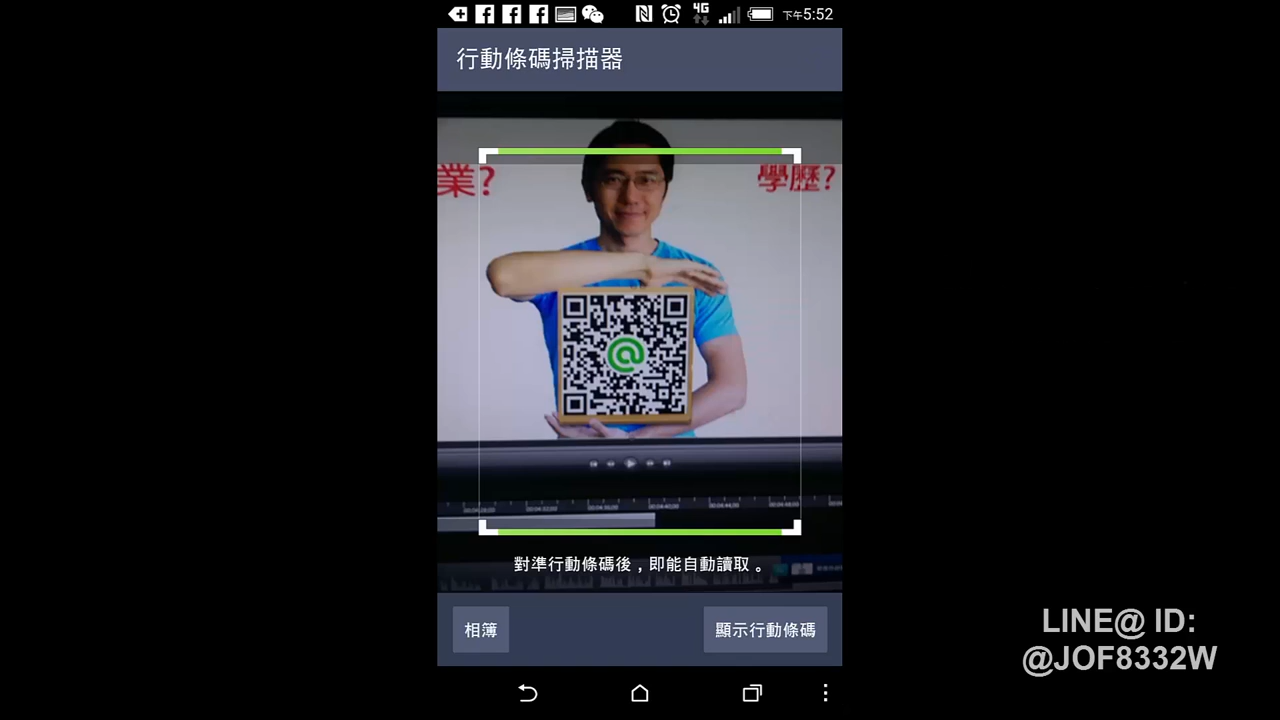 下午5:52
行動條碼掃描器
業?
學歷?
對準行動條碼後，即能自動讀取。
相簿
顯示行動條碼
LINE@ ID:
@JOF8332W